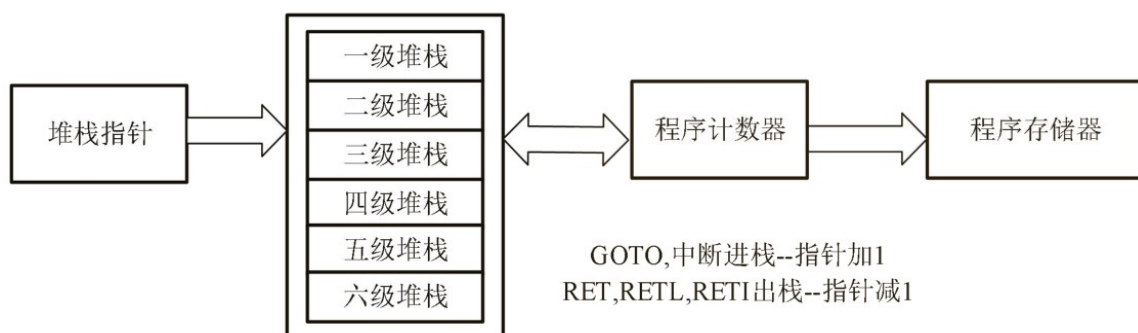 堆栈指针
一级堆栈
二级堆栈
三级堆栈
四级堆栈
五级堆栈
六级堆栈
程序计数器
程序存储器
GOTO,中断进栈--指针加1
RET,RETL,RETI出栈--指针减1